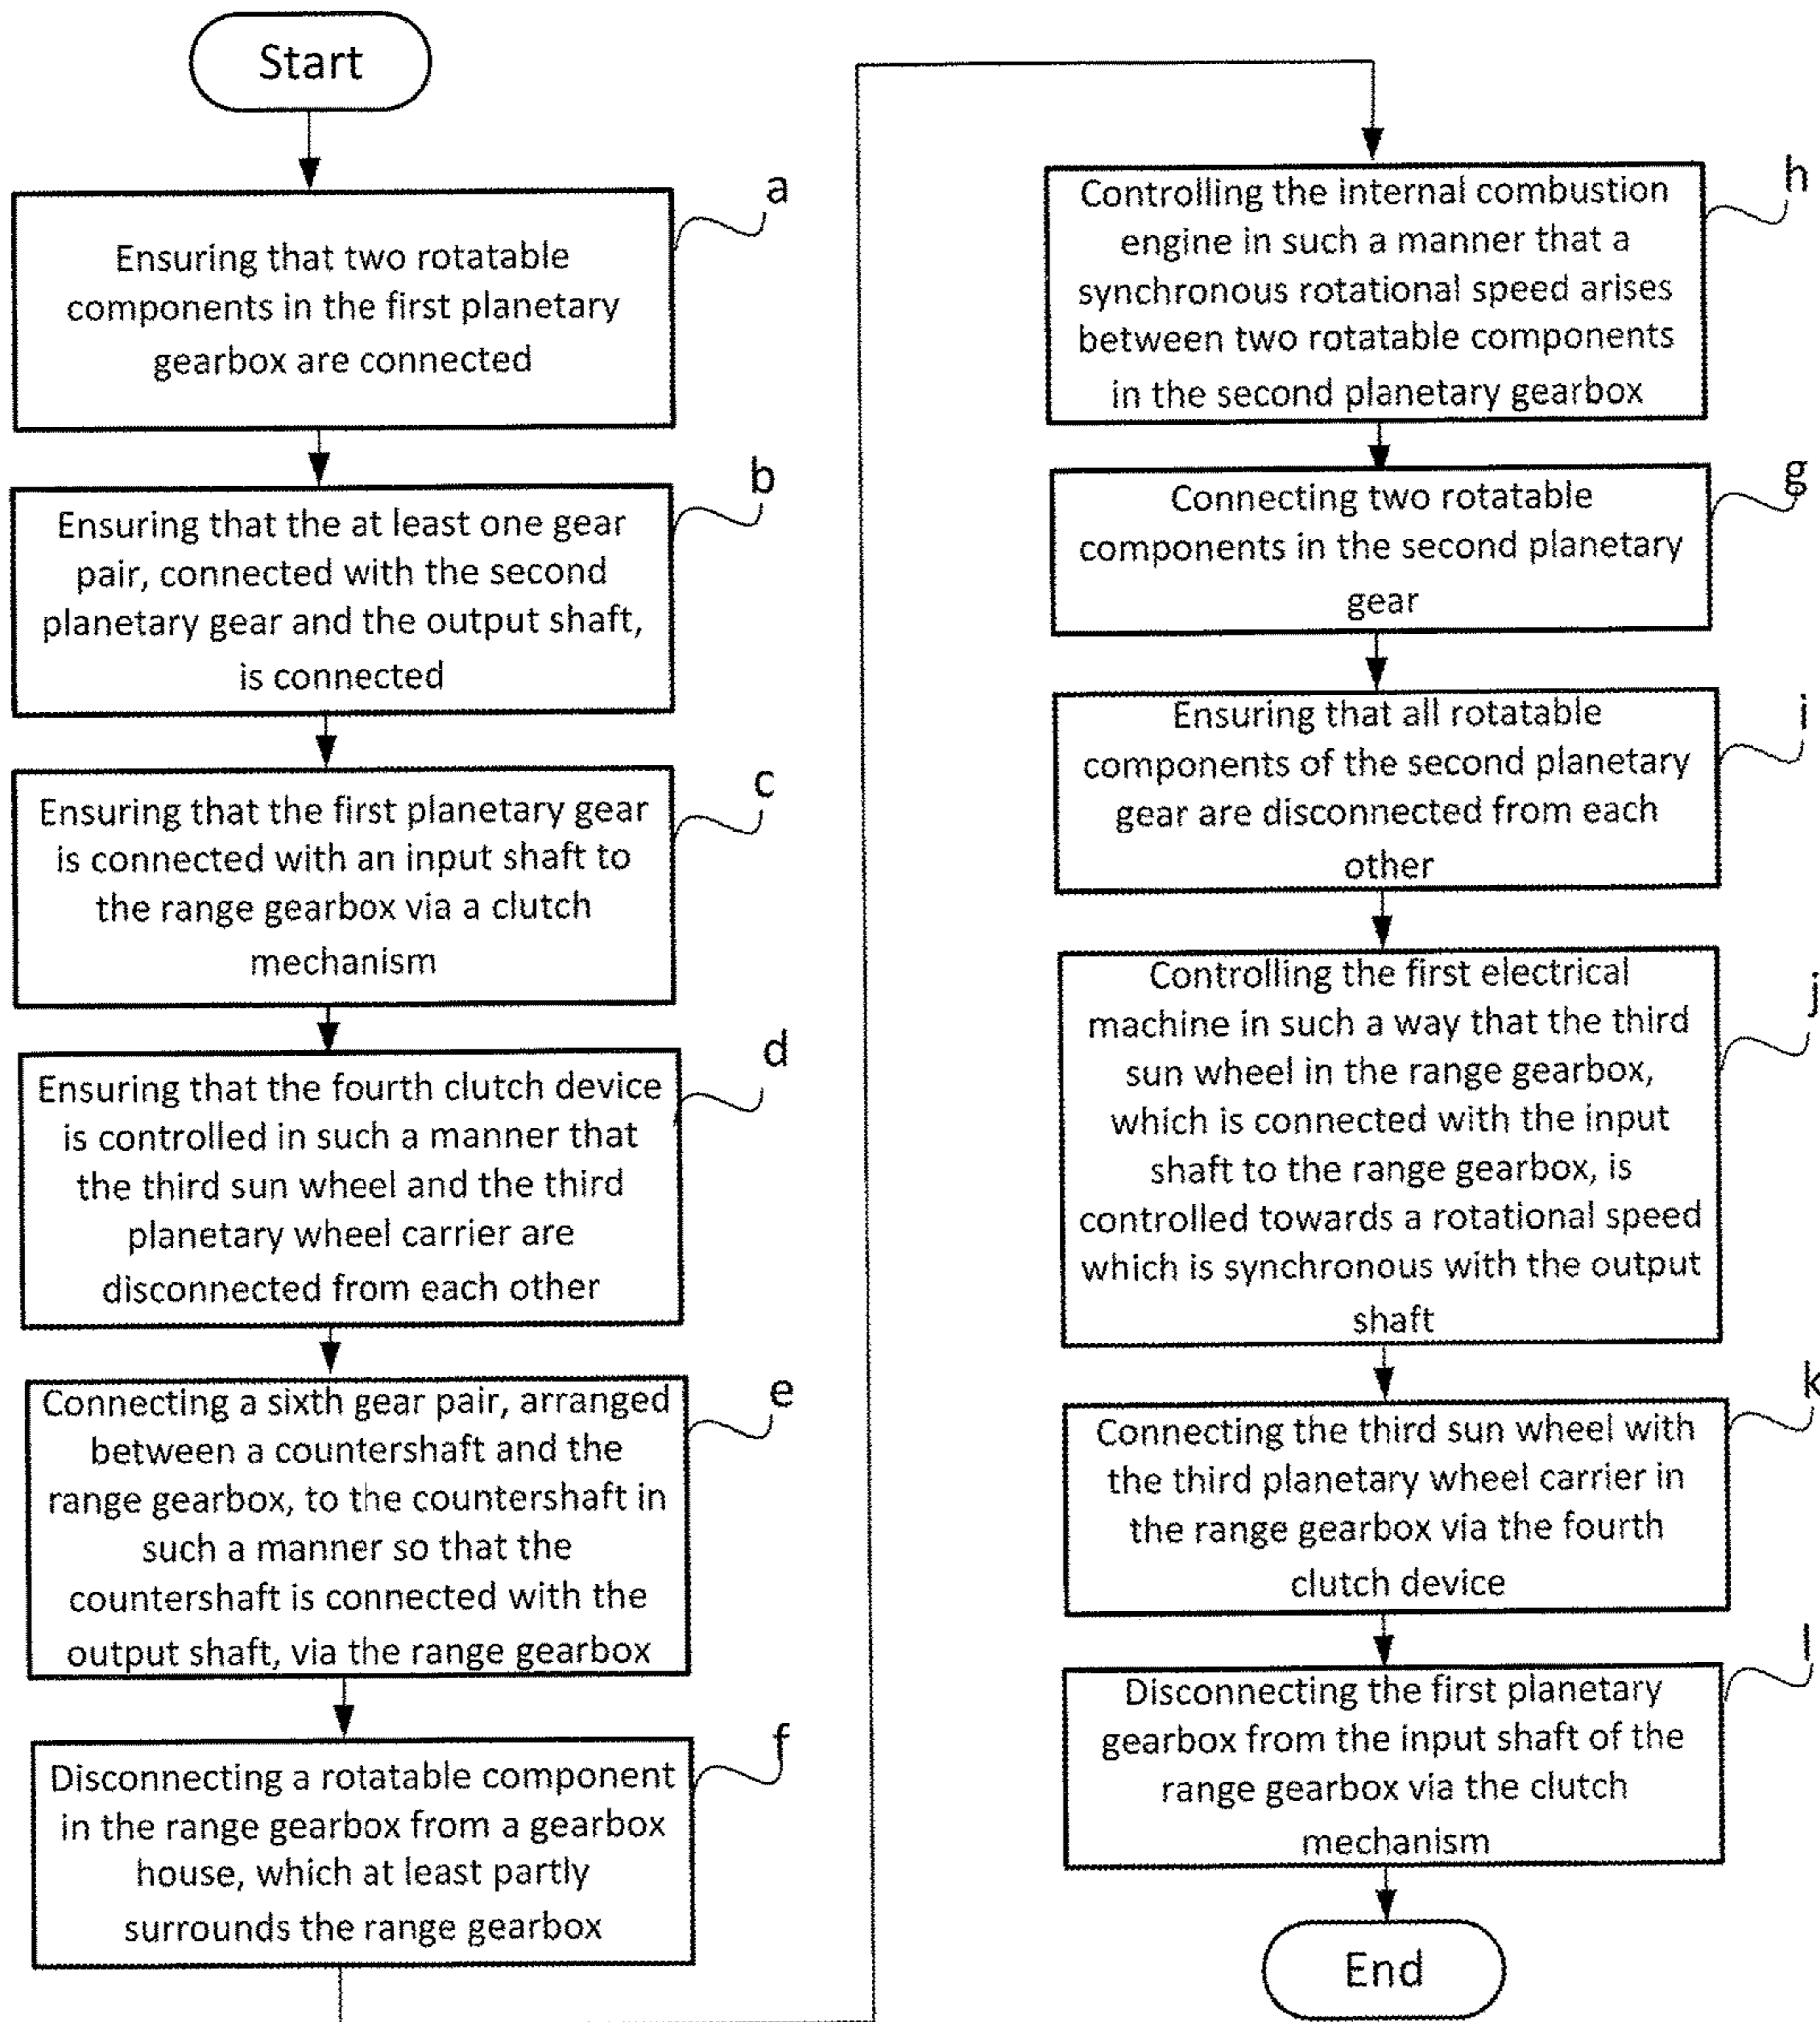 Start
a
Ensuring that two rotatable
components in the first planetary
gearbox are connected
b
Ensuring that the at least one gear
pair, connected with the second
planetary gear and the output shaft,
is connected
c
Ensuring that the first planetary gear
is connected with an input shaft to
the range gearbox via a clutch
mechanism
d
Ensuring that the fourth clutch device
is controlled in such a manner that
the third sun wheel and the third
planetary wheel carrier are
disconnected from each other
e
Connecting a sixth gear pair, arranged
between a countershaft and the
range gearbox, to the countershaft in
such a manner so that the
countershaft is connected with the
output shaft, via the range gearbox
f
Disconnecting a rotatable component
in the range gearbox from a gearbox
house, which at least partly
surrounds the range gearbox
h
Controlling the internal combustion
engine in such a manner that a
synchronous rotational speed arises
between two rotatable components
in the second planetary gearbox
g
Connecting two rotatable
components in the second planetary
gear
i
Ensuring that all rotatable
components of the second planetary
gear are disconnected from each
other
j
Controlling the first electrical
machine in such a way that the third
sun wheel in the range gearbox,
which is connected with the input
shaft to the range gearbox, is
controlled towards a rotational speed
which is synchronous with the output
shaft
k
Connecting the third sun wheel with
the third planetary wheel carrier in
the range gearbox via the fourth
clutch device
l
Disconnecting the first planetary
gearbox from the input shaft of the
range gearbox via the clutch
mechanism
End